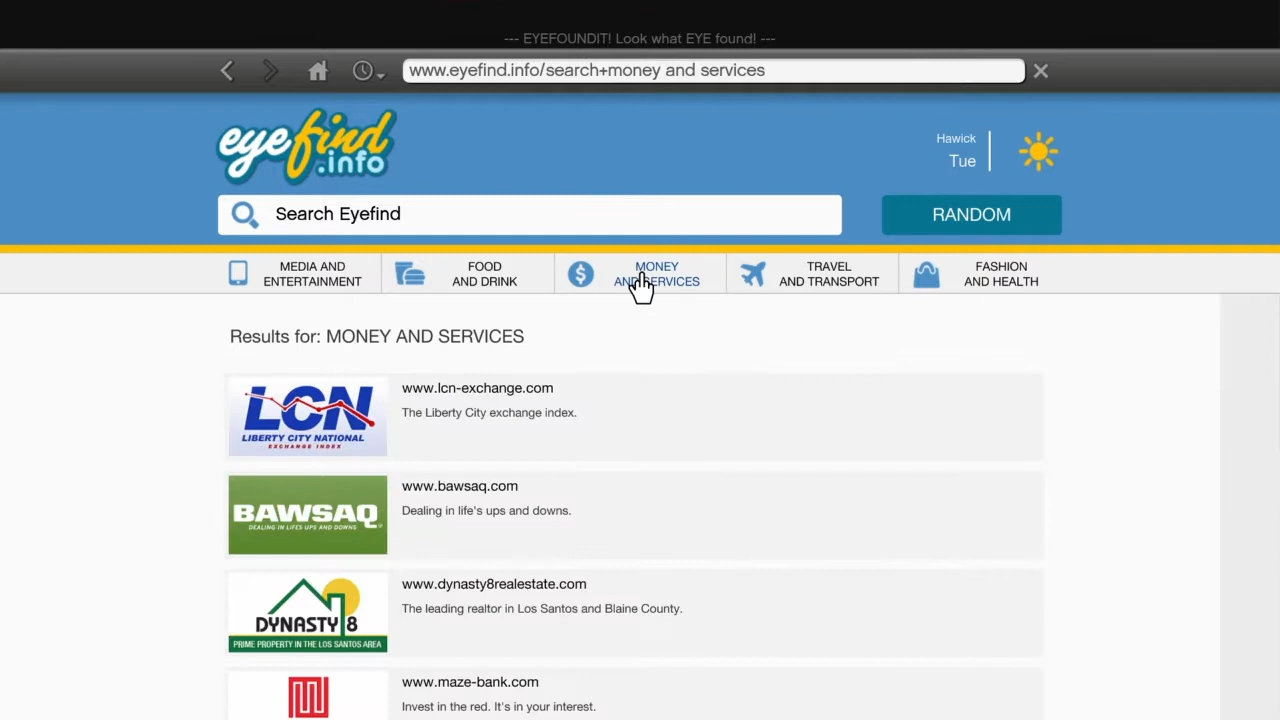 --- EYEFOUNDIT! Look what EYE found! ---
www.eyefind.info/search+money and services
eyefind
.info
Hawick
Tue
Search Eyefind
RANDOM
MEDIA AND
ENTERTAINMENT
FOOD
AND DRINK
MONEY
AND SERVICES
TRAVEL
AND TRANSPORT
FASHION
AND HEALTH
Results for: MONEY AND SERVICES
LCN
LIBERTY CITY NATIONAL
EXCHANGE INDEX
www.lcn-exchange.com
The Liberty City exchange index.
BAWSAQ
DEALING IN LIFES UPS AND DOWNS
www.bawsaq.com
Dealing in life's ups and downs.
DYNASTY 8
PRIME PROPERTY IN THE LOS SANTOS AREA
www.dynasty8realestate.com
The leading realtor in Los Santos and Blaine County.
www.maze-bank.com
Invest in the red. It's in your interest.